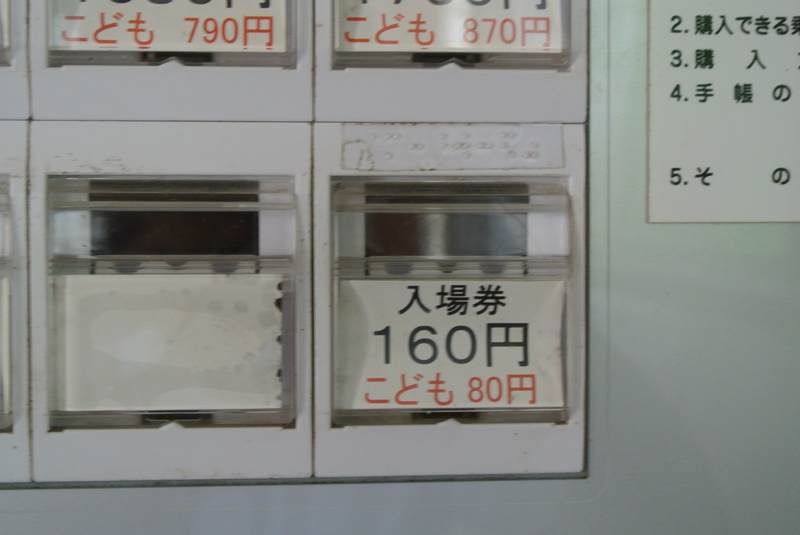 こども 790円
こども 870円
入場券
160円
こども 80円
2. 購入できる
3. 購 入
4. 手 帳 の
5. そ の